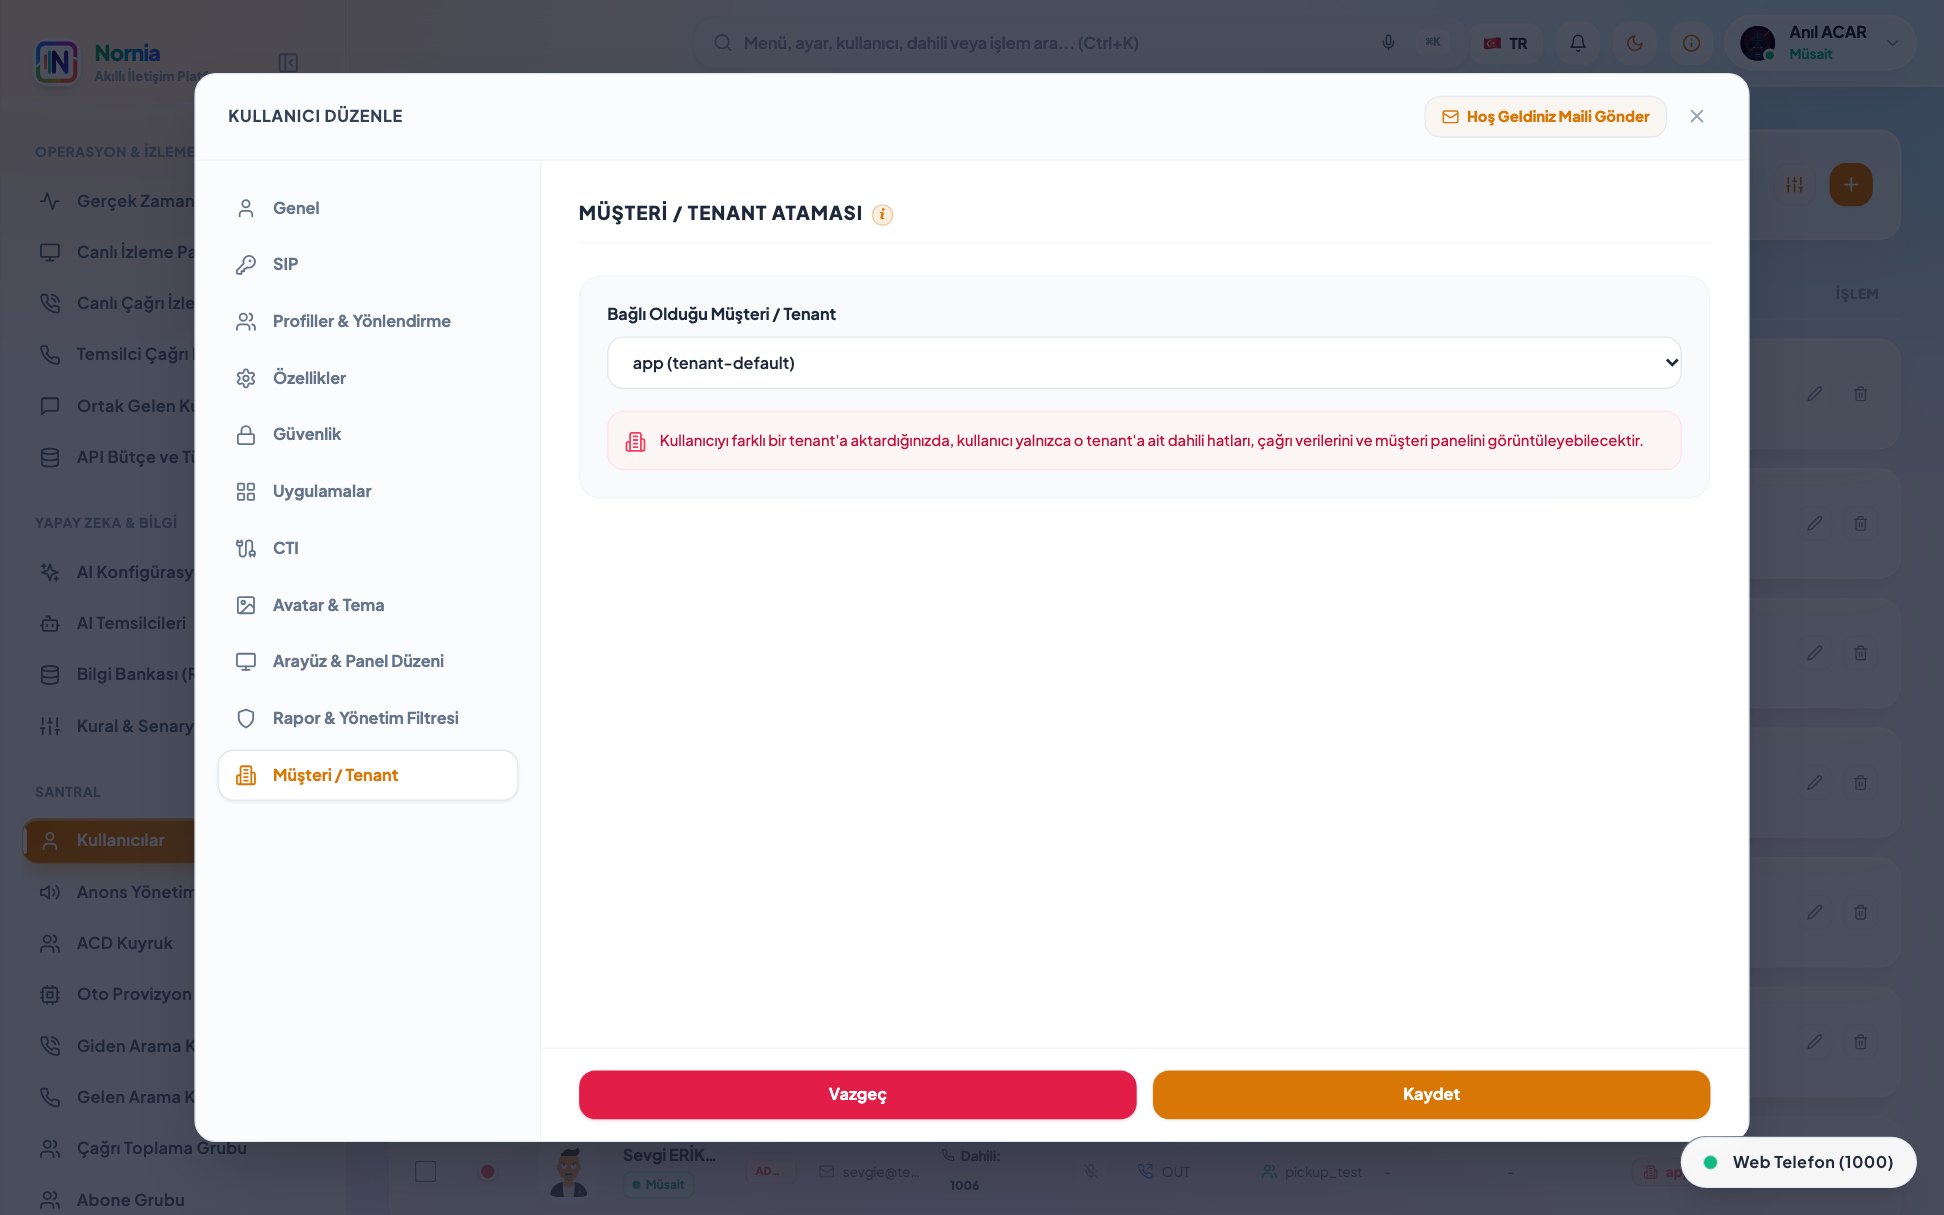 Nornia
Akıllı İletişim
Menü, ayar, kullanıcı, dahili veya işlem ara... (Ctrl+K)
⌘K
TR
Anıl ACAR
Müsait
KULLANICI DÜZENLE
Hoş Geldiniz Maili Gönder
OPERASYON & İZLEME
Gerçek Zaman
Canlı İzleme
Canlı Çağrı
Temsilci Çağrı
Ortak Gelen
API Bütçe ve
YAPAY ZEKA & BİLGİ
AI
AI Temsilcileri
Bilgi Bankası
Kural &
SANTRAL
Kullanıcılar
Anons
ACD Kuyruk
Oto Provizyon
Giden Arama
Gelen Arama
Çağrı Toplama Grubu
Abone Grubu
Genel
SIP
Profiller & Yönlendirme
Özellikler
Güvenlik
Uygulamalar
CTI
Avatar & Tema
Arayüz & Panel Düzeni
Rapor & Yönetim Filtresi
Müşteri / Tenant
MÜŞTERİ / TENANT ATAMASI
Bağlı Olduğu Müşteri / Tenant
app (tenant-default)
Kullanıcıyı farklı bir tenant'a aktardığınızda, kullanıcı yalnızca o tenant'a ait dahili hatları, çağrı verilerini ve müşteri panelini görüntüleyebilecektir.
Vazgeç
Kaydet
İŞLEM
Sevgi ERİK...
Müsait
AD...
sevgie@te...
Dahili:
1006
OUT
pickup_test
-
-
Web Telefon (1000)